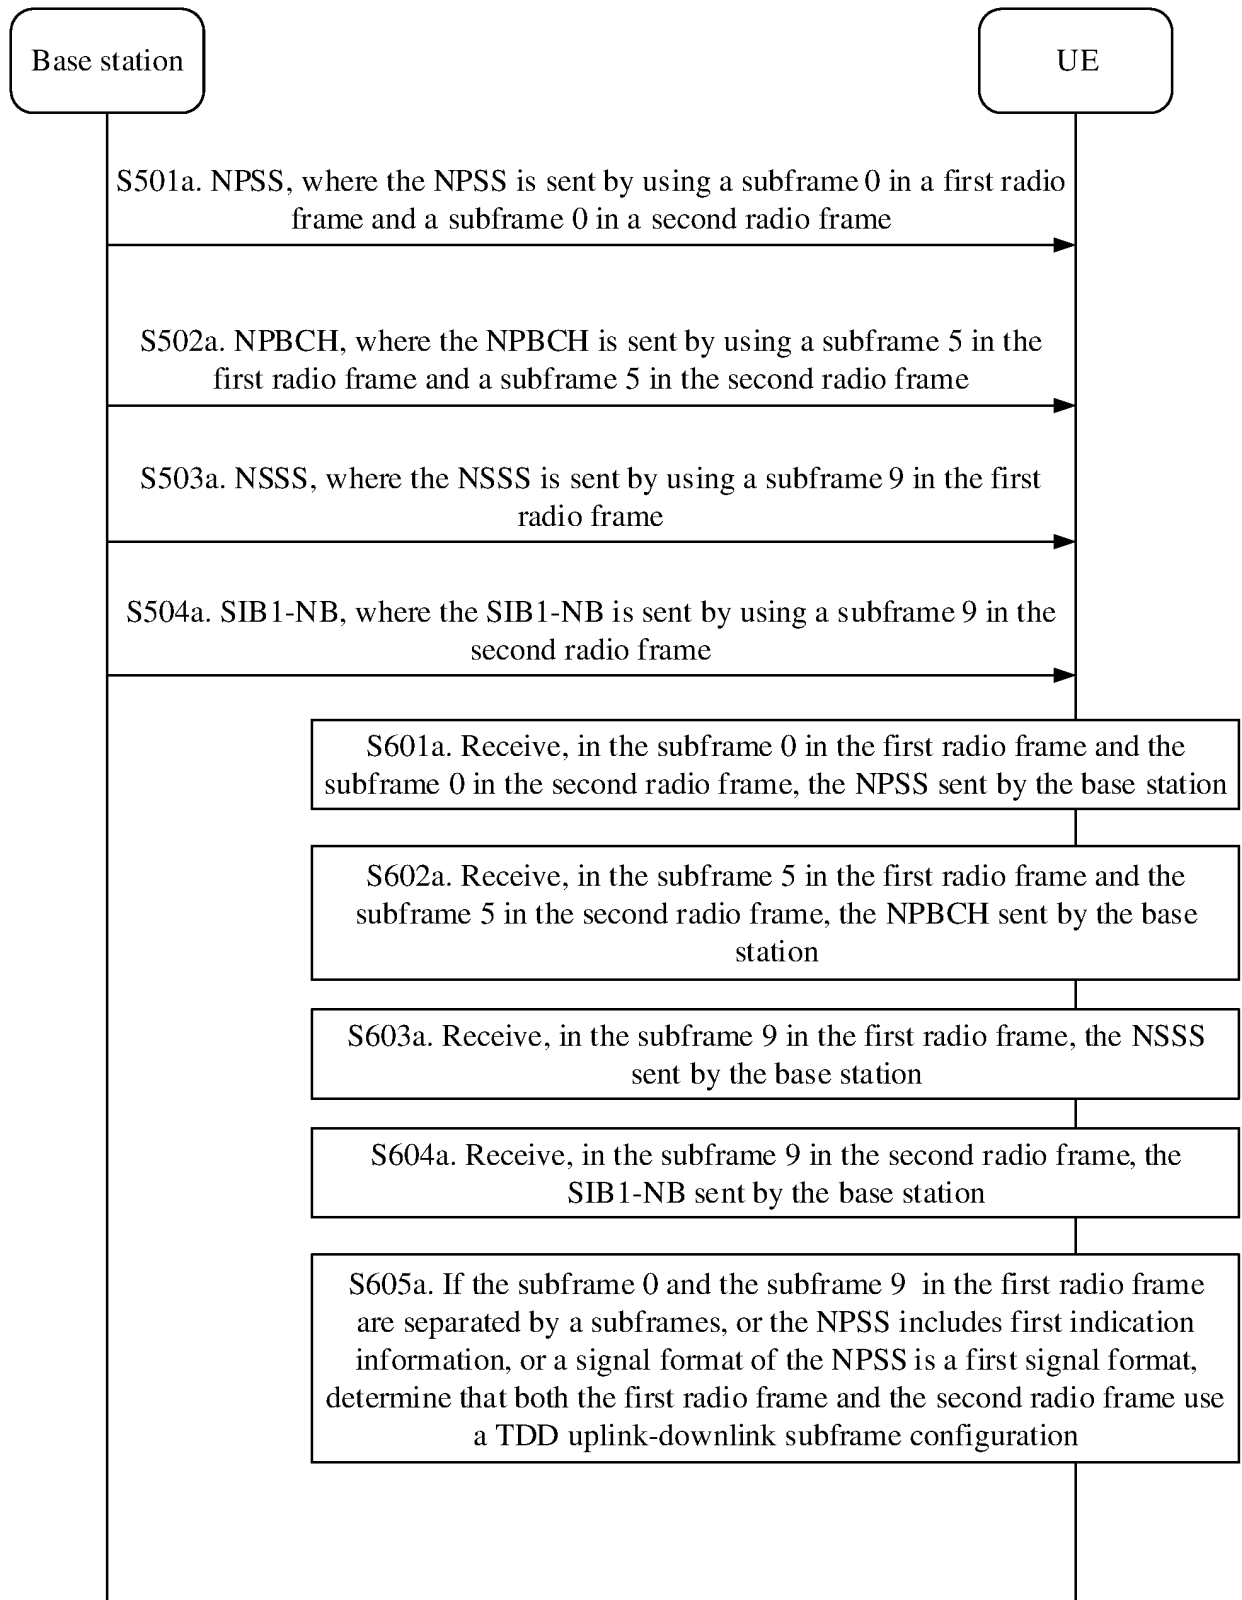 Base station
UE
S501a. NPSS, where the NPSS is sent by using a subframe 0 in a first radio
frame and a subframe 0 in a second radio frame
S502a. NPBCH, where the NPBCH is sent by using a subframe 5 in the
first radio frame and a subframe 5 in the second radio frame
S503a. NSSS, where the NSSS is sent by using a subframe 9 in the first
radio frame
S504a. SIB1-NB, where the SIB1-NB is sent by using a subframe 9 in the
second radio frame
S601a. Receive, in the subframe 0 in the first radio frame and the
subframe 0 in the second radio frame, the NPSS sent by the base station
S602a. Receive, in the subframe 5 in the first radio frame and the
subframe 5 in the second radio frame, the NPBCH sent by the base
station
S603a. Receive, in the subframe 9 in the first radio frame, the NSSS
sent by the base station
S604a. Receive, in the subframe 9 in the second radio frame, the
SIB1-NB sent by the base station
S605a. If the subframe 0 and the subframe 9 in the first radio frame
are separated by a subframes, or the NPSS includes first indication
information, or a signal format of the NPSS is a first signal format,
determine that both the first radio frame and the second radio frame use
a TDD uplink-downlink subframe configuration